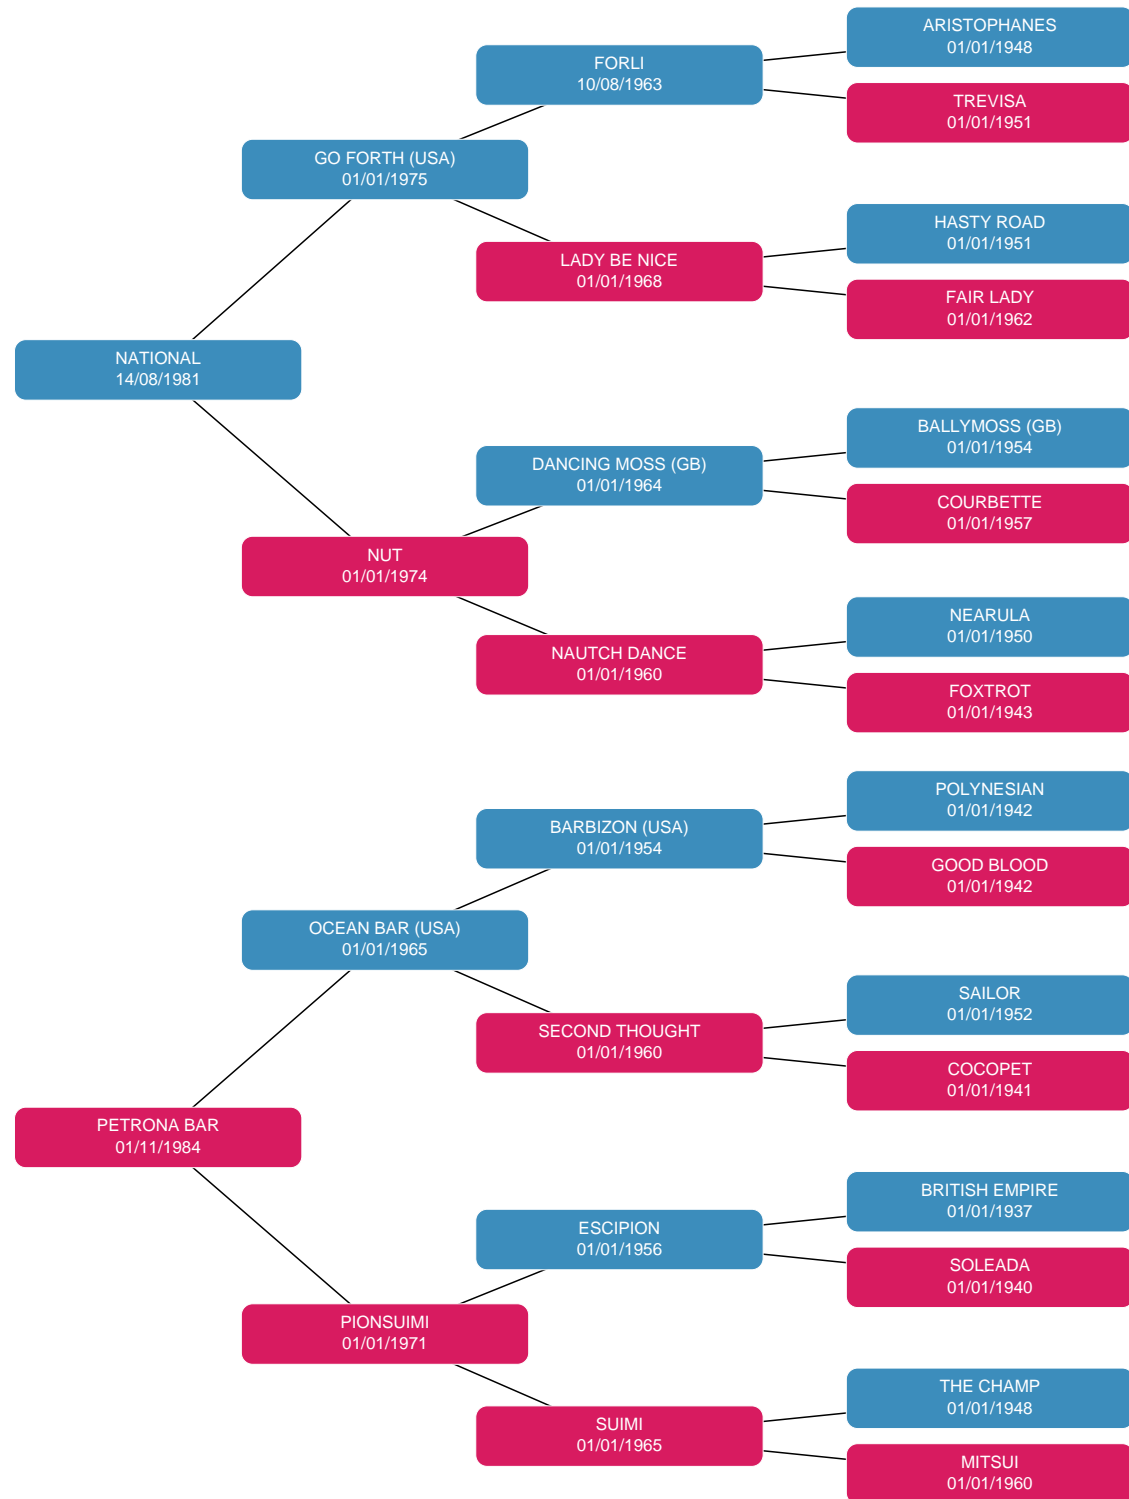 ARISTOPHANES
01/01/1948
FORLI
10/08/1963
TREVISA
01/01/1951
GO FORTH (USA)
01/01/1975
HASTY ROAD
01/01/1951
LADY BE NICE
01/01/1968
FAIR LADY
01/01/1962
NATIONAL
14/08/1981
BALLYMOSS (GB)
01/01/1954
DANCING MOSS (GB)
01/01/1964
COURBETTE
01/01/1957
NUT
01/01/1974
NEARULA
01/01/1950
NAUTCH DANCE
01/01/1960
FOXTROT
01/01/1943
POLYNESIAN
01/01/1942
BARBIZON (USA)
01/01/1954
GOOD BLOOD
01/01/1942
OCEAN BAR (USA)
01/01/1965
SAILOR
01/01/1952
SECOND THOUGHT
01/01/1960
COCOPET
01/01/1941
PETRONA BAR
01/11/1984
BRITISH EMPIRE
01/01/1937
ESCIPION
01/01/1956
SOLEADA
01/01/1940
PIONSUIMI
01/01/1971
THE CHAMP
01/01/1948
SUIMI
01/01/1965
MITSUI
01/01/1960